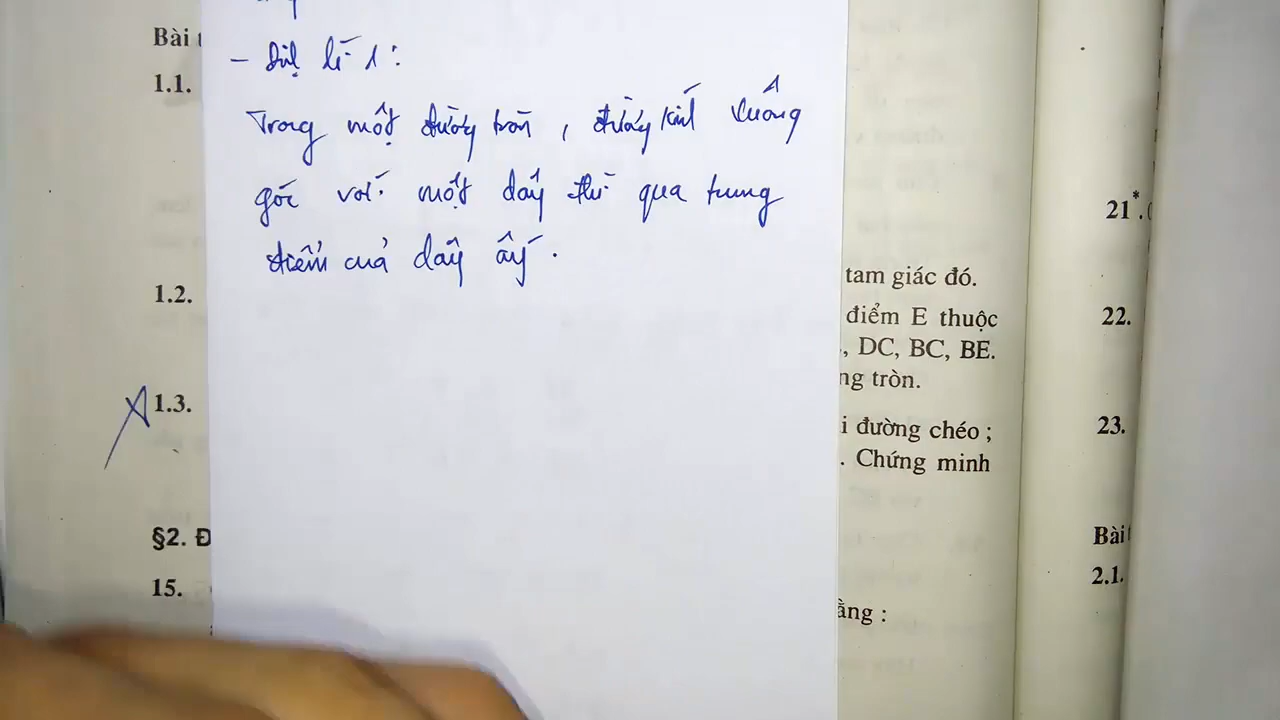 Bài t
1.1.
1.2.
1.3.
§2. Đ
15.
- Định lí 1:
Trong một đường tròn, đường kính vuông
góc với một dây thì qua trung
điểm của dây ấy.
tam giác đó.
điểm E thuộc
, DC, BC, BE.
ng tròn.
i đường chéo ;
. Chứng minh
ằng :
21*.
22.
23.
Bài
2.1.